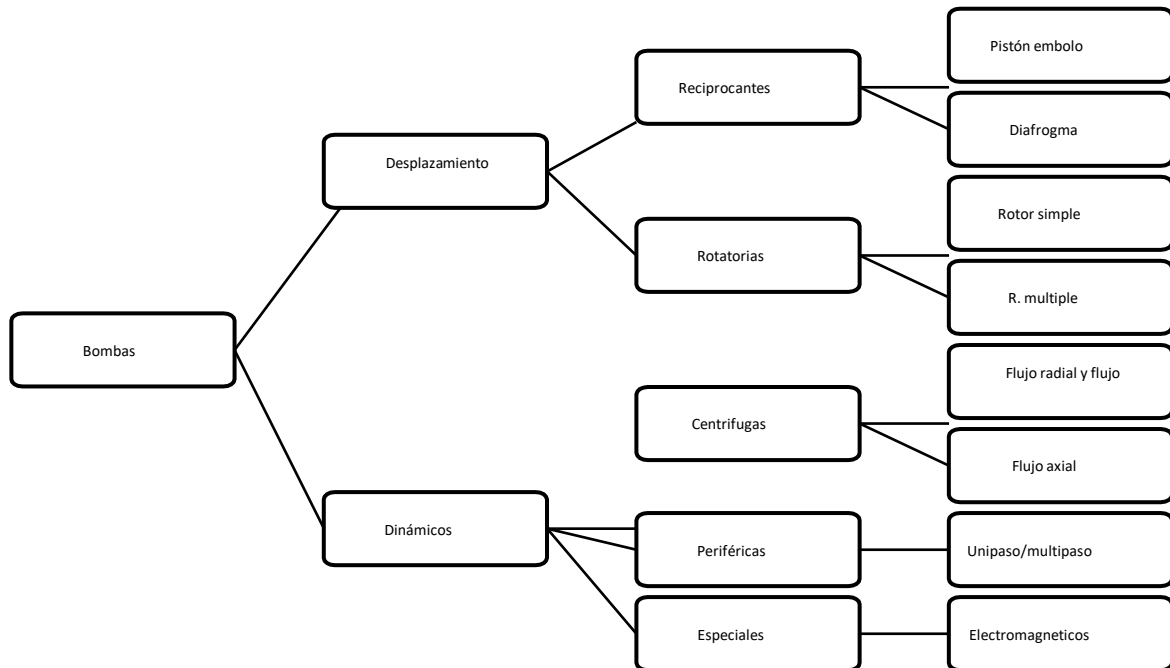 Bombas
Desplazamiento
Reciprocantes
Pistón embolo
Diafrogma
Rotatorias
Rotor simple
R. multiple
Dinámicos
Centrifugas
Flujo radial y flujo
Flujo axial
Periféricas
Unipaso/multipaso
Especiales
Electromagneticos